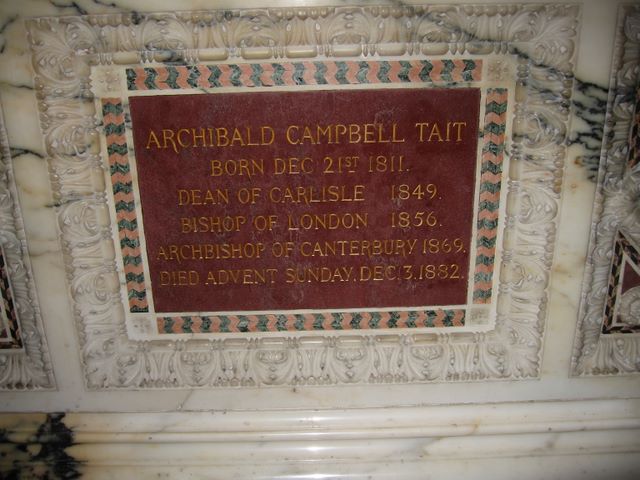 ARCHIBALD CAMPBELL TAIT
BORN DEC 21ST 1811.
DEAN OF CARLISLE 1849.
BISHOP OF LONDON 1856.
ARCHBISHOP OF CANTERBURY 1869.
DIED ADVENT SUNDAY. DEC. 3. 1882.